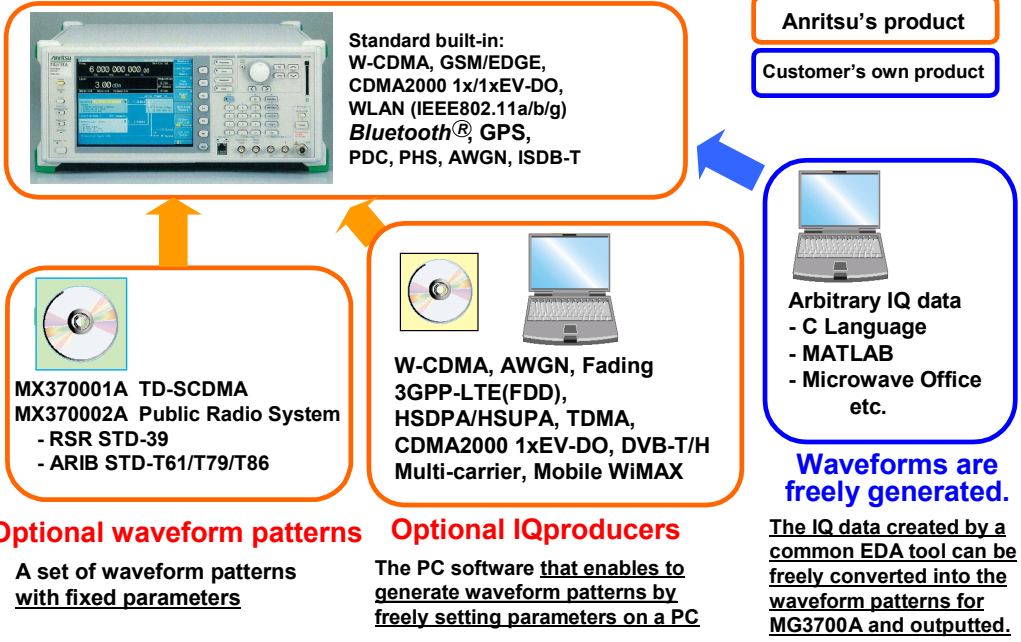 Anritsu
6 000 000 000.00
3.00 dBm
Standard built-in:
W-CDMA, GSM/EDGE,
CDMA2000 1x/1xEV-DO,
WLAN (IEEE802.11a/b/g)
Bluetooth®, GPS,
PDC, PHS, AWGN, ISDB-T
Anritsu's product
Customer's own product
MX370001A TD-SCDMA
MX370002A Public Radio System
- RSR STD-39
- ARIB STD-T61/T79/T86
W-CDMA, AWGN, Fading
3GPP-LTE(FDD),
HSDPA/HSUPA, TDMA,
CDMA2000 1xEV-DO, DVB-T/H
Multi-carrier, Mobile WiMAX
Arbitrary IQ data
- C Language
- MATLAB
- Microwave Office
etc.
Optional waveform patterns
A set of waveform patterns
with fixed parameters
Optional IQproducers
The PC software that enables to
generate waveform patterns by
freely setting parameters on a PC
Waveforms are
freely generated.
The IQ data created by a
common EDA tool can be
freely converted into the
waveform patterns for
MG3700A and outputted.